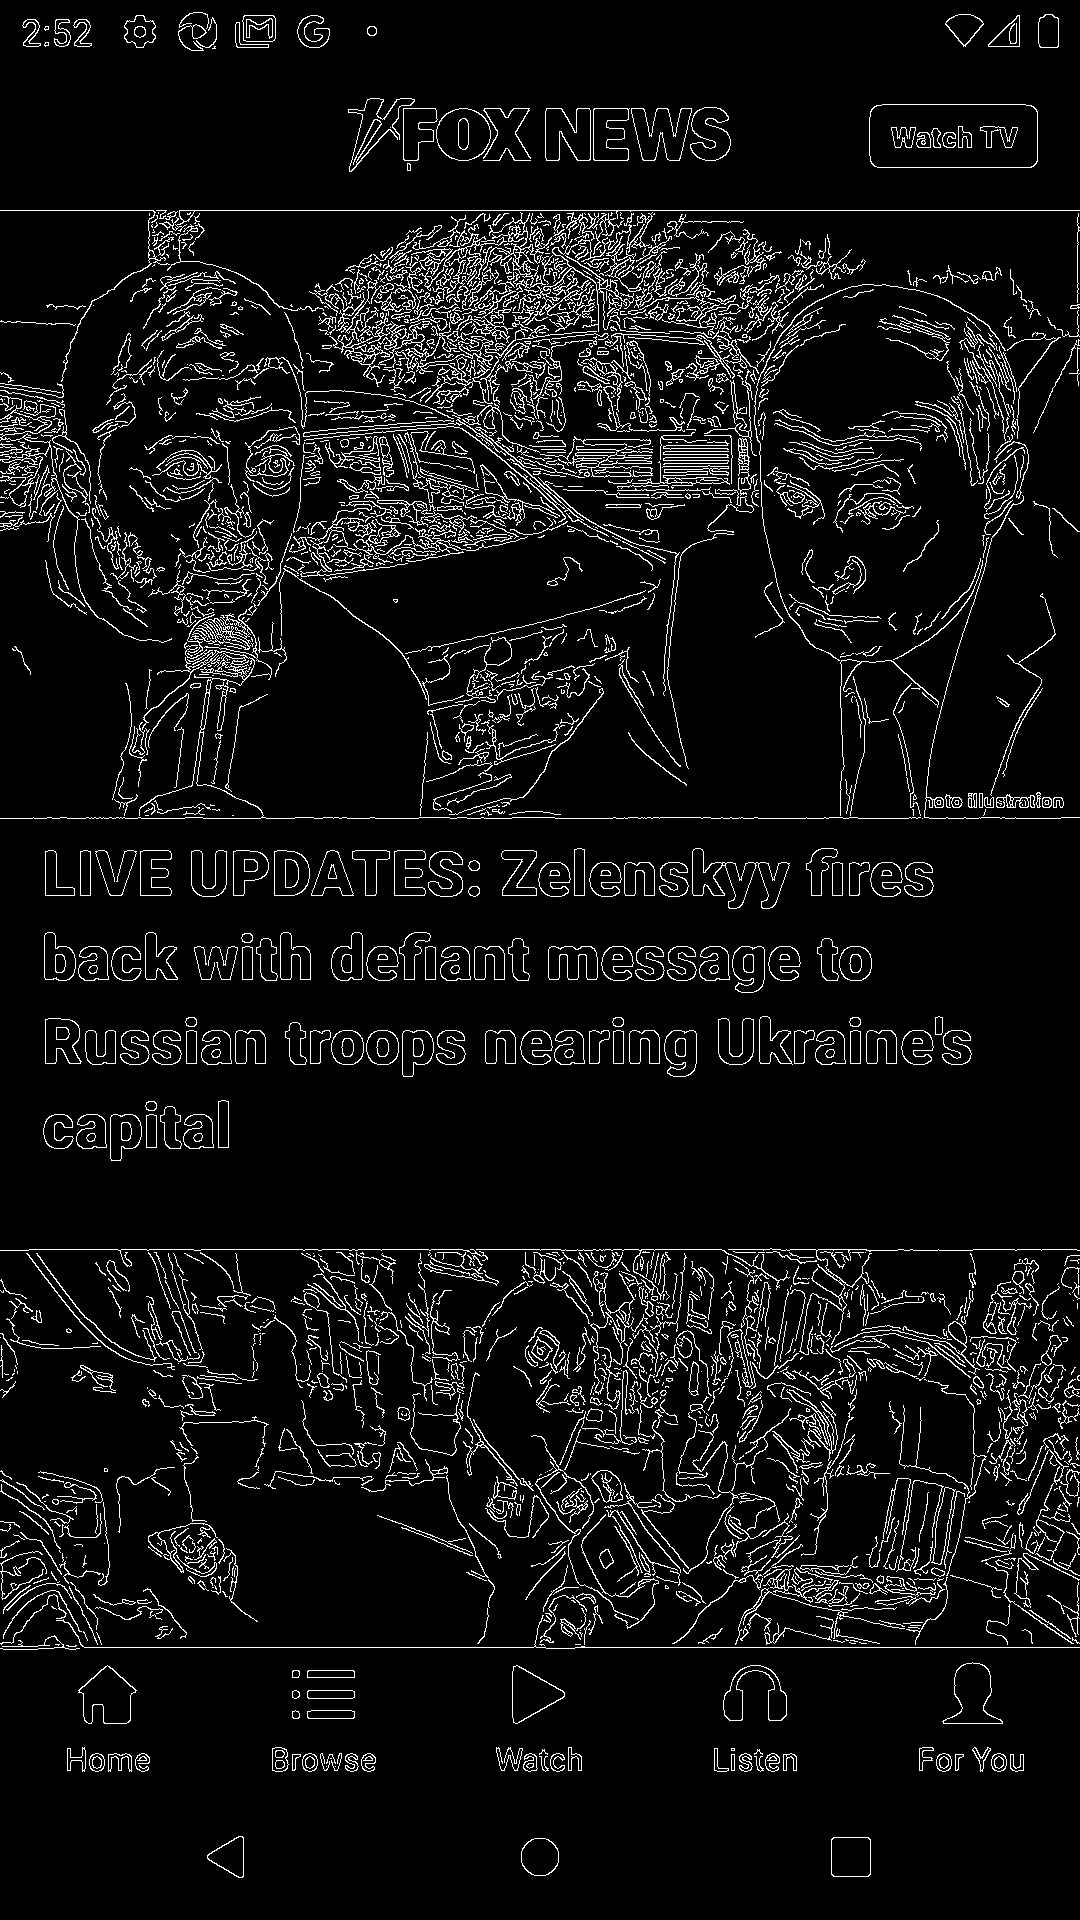 2:52
FOX NEWS
Watch TV
Photo illustration
LIVE UPDATES: Zelenskyy fires
back with defiant message to
Russian troops nearing Ukraine's
capital
Home
Browse
Watch
Listen
For You